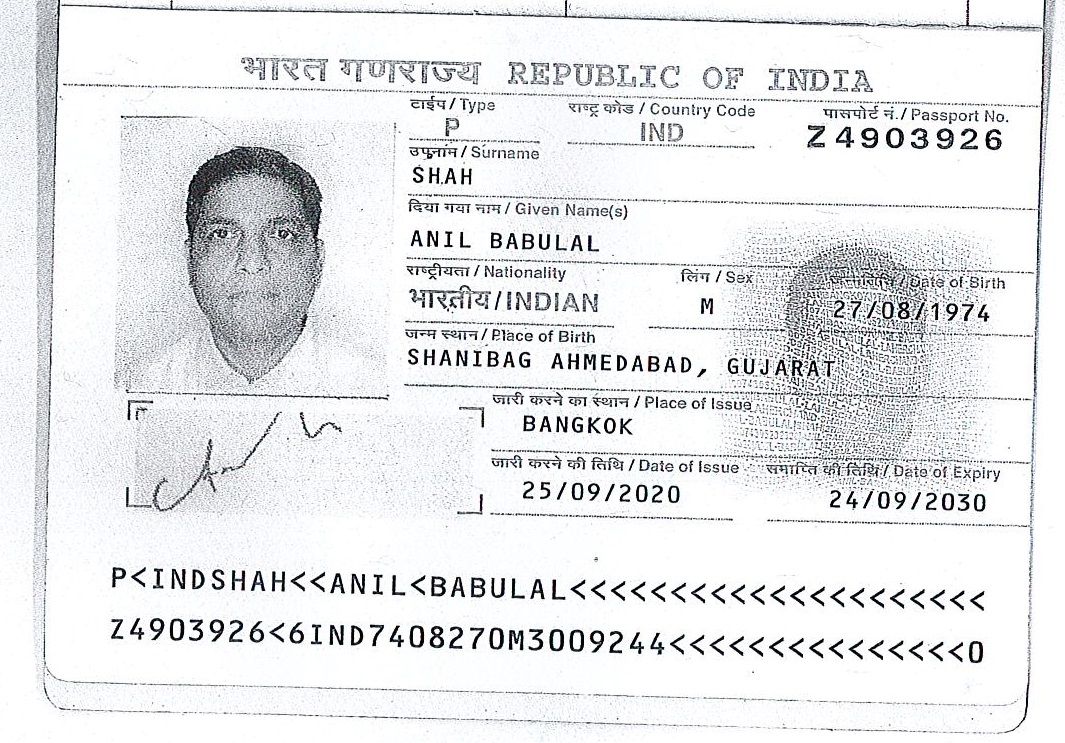 भारत गणराज्य REPUBLIC OF INDIA
टाईप / Type राष्ट्र कोड / Country Code पासपोर्ट नं. / Passport No.
P IND Z4903926
उपनाम / Surname
SHAH
दिया गया नाम / Given Name(s)
ANIL BABULAL
राष्ट्रीयता / Nationality लिंग / Sex जन्मतिथि / Date of Birth
भारतीय / INDIAN M 27/08/1974
जन्म स्थान / Place of Birth
SHANIBAG AHMEDABAD, GUJARAT
जारी करने का स्थान / Place of Issue
BANGKOK
जारी करने की तिथि / Date of Issue समाप्ति की तिथि / Date of Expiry
25/09/2020 24/09/2030
P<INDSHAH<<ANIL<BABULAL<<<<<<<<<<<<<<<<<<<<<
Z4903926<6IND7408270M3009244<<<<<<<<<<<<<<<0